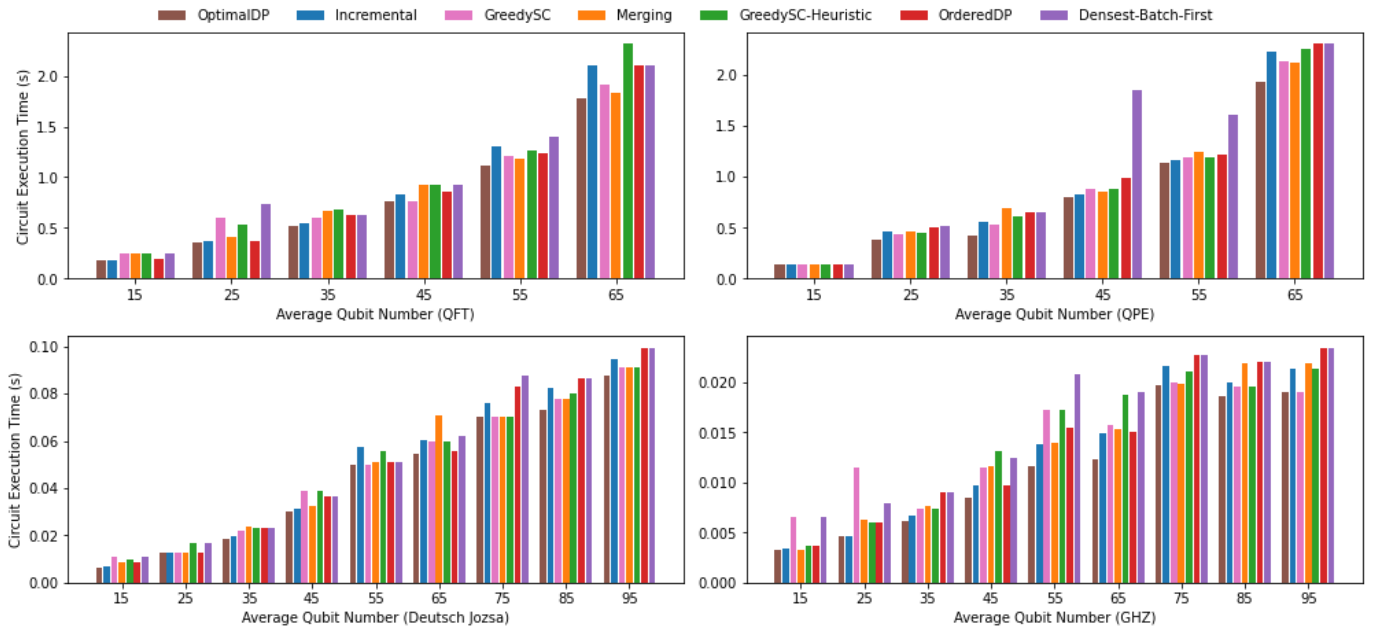 OptimalDP Incremental GreedySC Merging GreedySC-Heuristic OrderedDP Densest-Batch-First
Circuit Execution Time (s)
2.0
1.5
1.0
0.5
0.0
15 25 35 45 55 65
Average Qubit Number (QFT)
2.0
1.5
1.0
0.5
0.0
15 25 35 45 55 65
Average Qubit Number (QPE)
Circuit Execution Time (s)
0.10
0.08
0.06
0.04
0.02
0.00
15 25 35 45 55 65 75 85 95
Average Qubit Number (Deutsch Jozsa)
0.020
0.015
0.010
0.005
0.000
15 25 35 45 55 65 75 85 95
Average Qubit Number (GHZ)